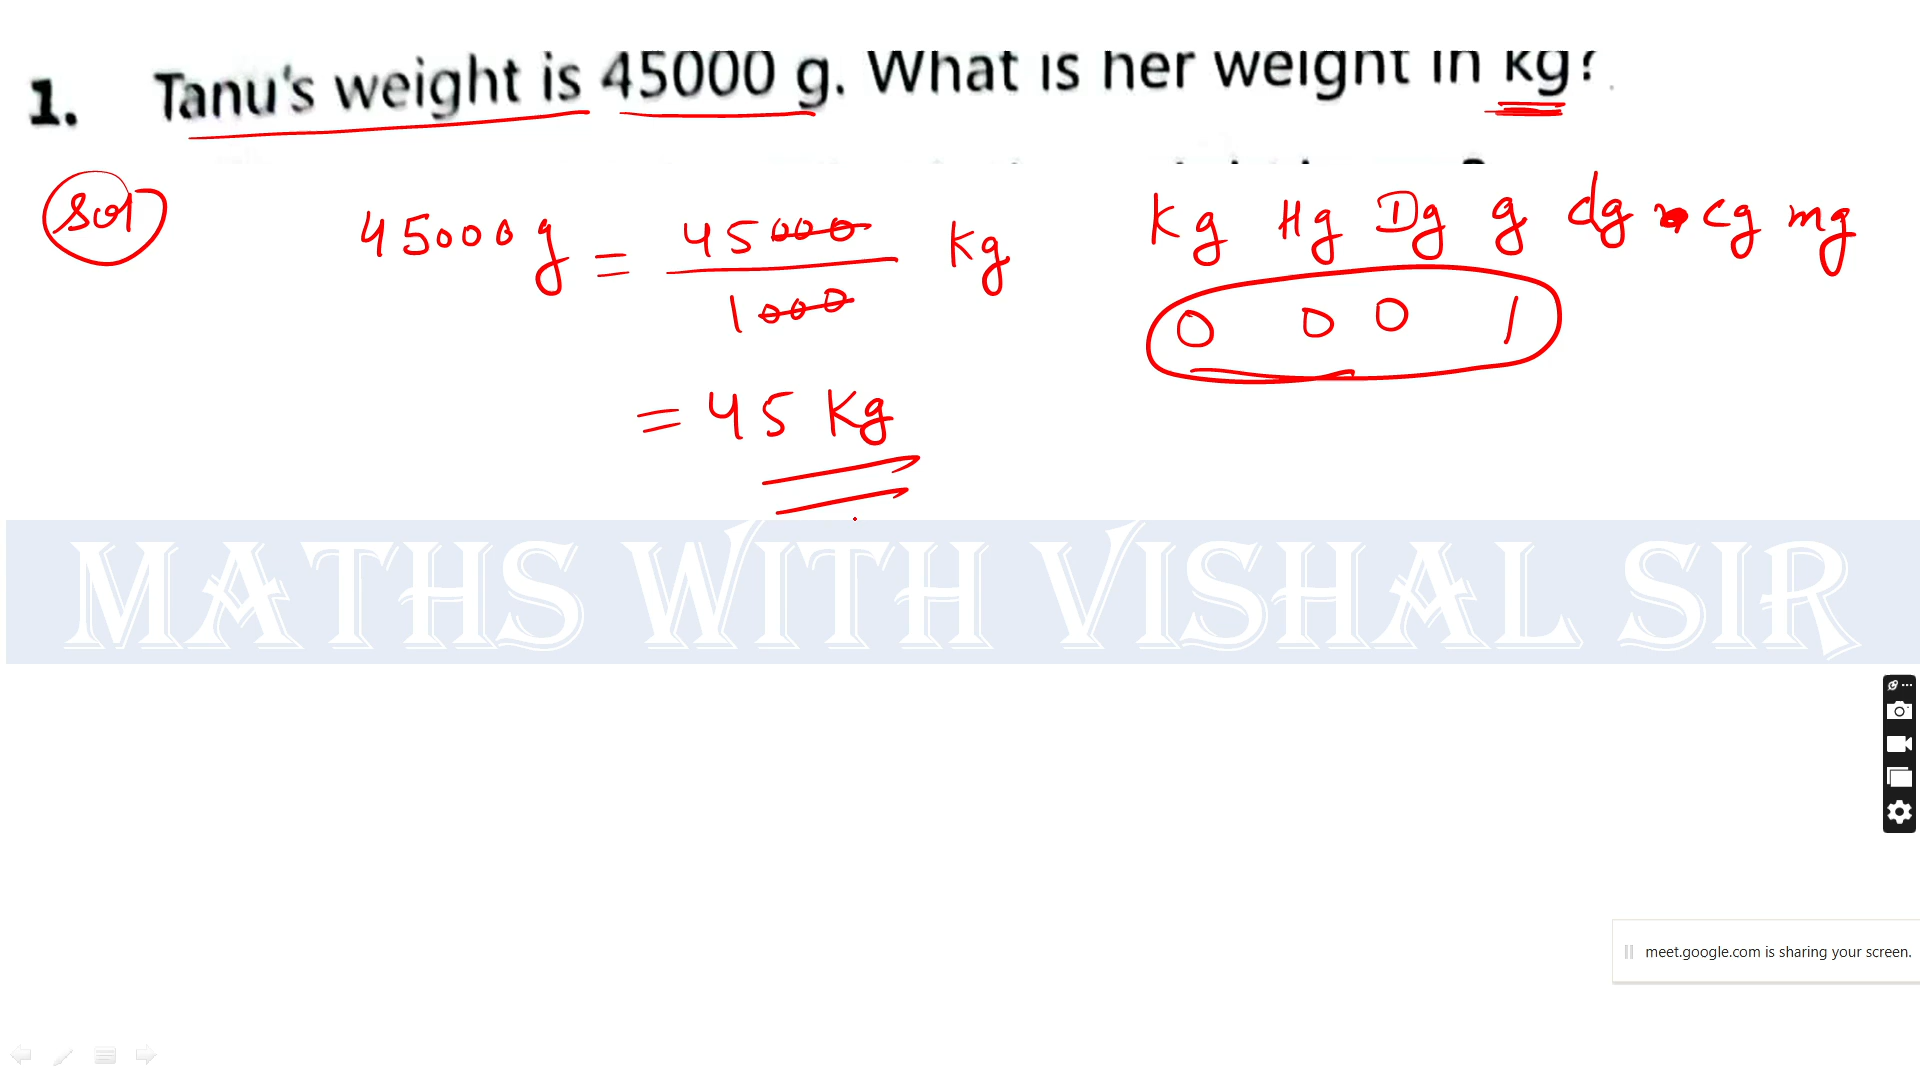 1. Tanu's weight is 45000 g. What is her weight in kg?
Sol
45000g = 45000 Kg
1000
= 45 Kg
Kg Hg Dg g dg cg mg
0 0 0 1
MATHS WITH VISHAL SIR
meet.google.com is sharing your screen.